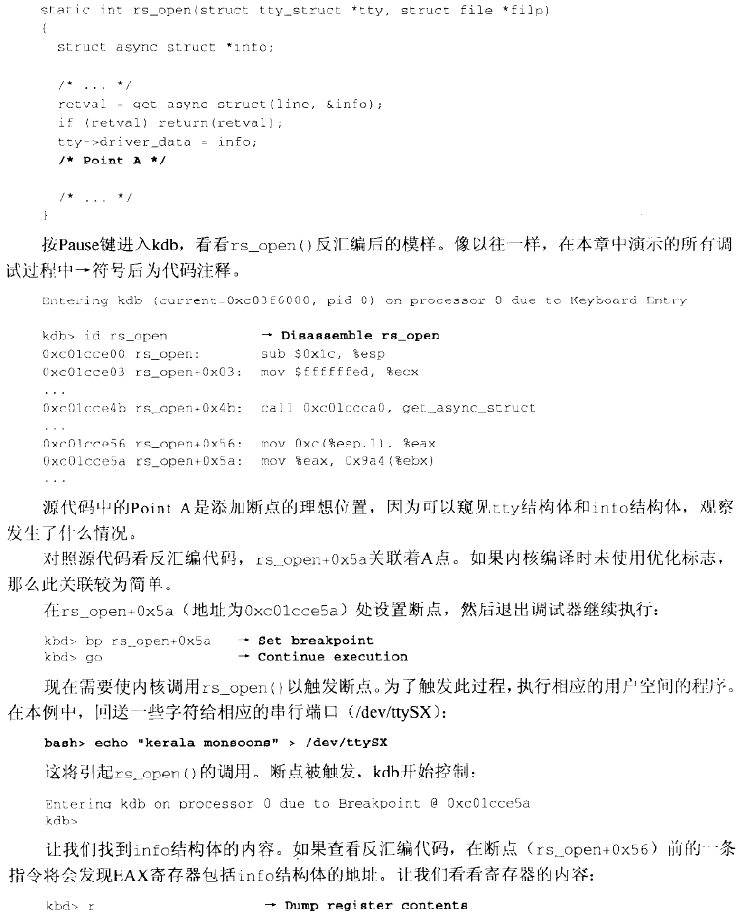 static int rs_open(struct tty_struct *tty, struct file *filp)
{
struct async_struct *info;
/* ... */
retval = get_async_struct(line, &info);
if (retval) return(retval);
tty->driver_data = info;
/* Point A */
/* ... */
}
按Pause键进入kdb，看看rs_open()反汇编后的模样。像以往一样，在本章中演示的所有调
试过程中→符号后为代码注释。
Entering kdb (current=0xc03f6000, pid 0) on processor 0 due to Keyboard Entry
kdb> id rs_open → Disassemble rs_open
0xc01cce00 rs_open: sub $0x1c, %esp
0xc01cce03 rs_open+0x03: mov $ffffffed, %ecx
...
0xc01cce4b rs_open+0x4b: call 0xc01ccca0, get_async_struct
...
0xc01cce56 rs_open+0x56: mov 0xc(%esp,1), %eax
0xc01cce5a rs_open+0x5a: mov %eax, 0x9a4(%ebx)
...
源代码中的Point A是添加断点的理想位置，因为可以窥见tty结构体和info结构体，观察
发生了什么情况。
对照源代码看反汇编代码，rs_open+0x5a关联着A点。如果内核编译时未使用优化标志，
那么此关联较为简单。
在rs_open+0x5a（地址为0xc01cce5a）处设置断点，然后退出调试器继续执行：
kbd> bp rs_open+0x5a → Set breakpoint
kbd> go → Continue execution
现在需要使内核调用rs_open()以触发断点。为了触发此过程，执行相应的用户空间的程序。
在本例中，回送一些字符给相应的串行端口（/dev/ttySX）：
bash> echo "kerala monsoons" > /dev/ttySX
这将引起rs_open()的调用。断点被触发，kdb开始控制：
Entering kdb on processor 0 due to Breakpoint @ 0xc01cce5a
kdb>
让我们找到info结构体的内容。如果查看反汇编代码，在断点（rs_open+0x56）前的一条
指令将会发现EAX寄存器包括info结构体的地址。让我们看看寄存器的内容：
kbd> r → Dump register contents